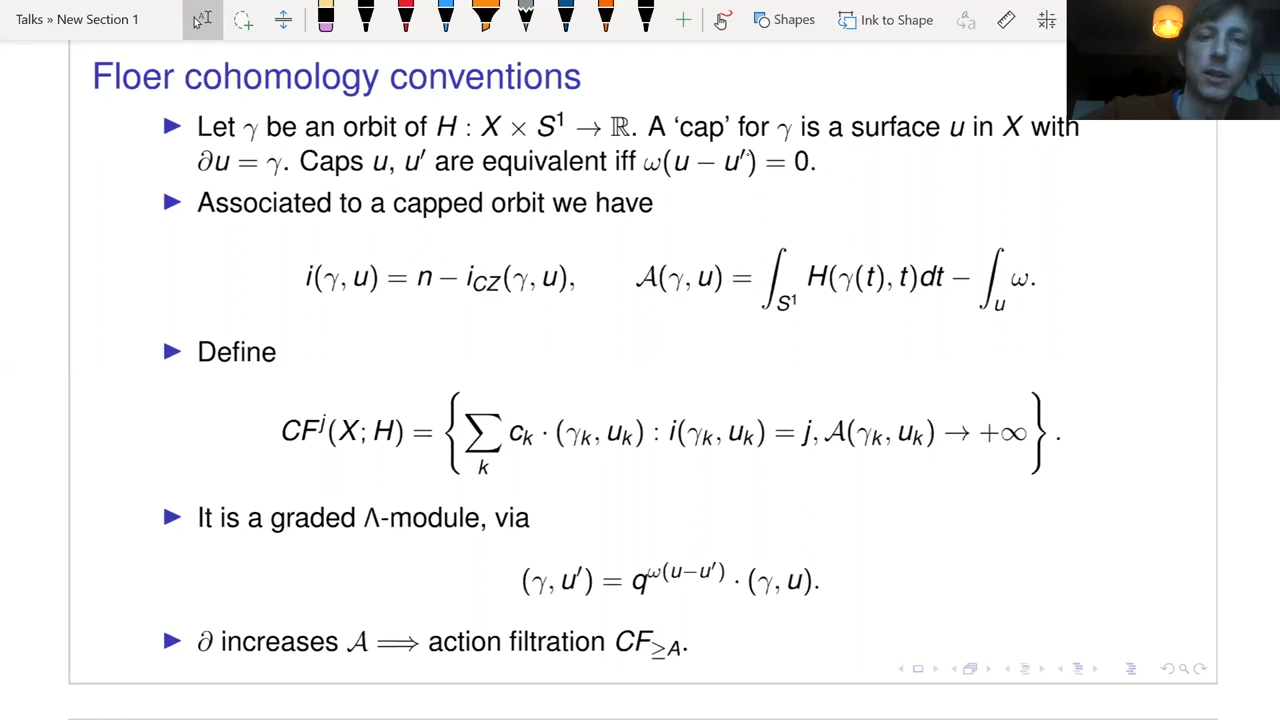 Talks » New Section 1
Shapes
Ink to Shape
Floer cohomology conventions
▶ Let γ be an orbit of H : X × S¹ → ℝ. A ‘cap’ for γ is a surface u in X with
∂u = γ. Caps u, u′ are equivalent iff ω(u − u′) = 0.
▶ Associated to a capped orbit we have
i(γ, u) = n − i_{CZ}(γ, u), 𝒜(γ, u) = ∫_{S¹} H(γ(t), t)dt − ∫_u ω.
▶ Define
CF^j(X; H) = { ∑_k c_k · (γ_k, u_k) : i(γ_k, u_k) = j, 𝒜(γ_k, u_k) → +∞ } .
▶ It is a graded Λ-module, via
(γ, u′) = q^{ω(u−u′)} · (γ, u).
▶ ∂ increases 𝒜 ⟹ action filtration CF_{≥A}.